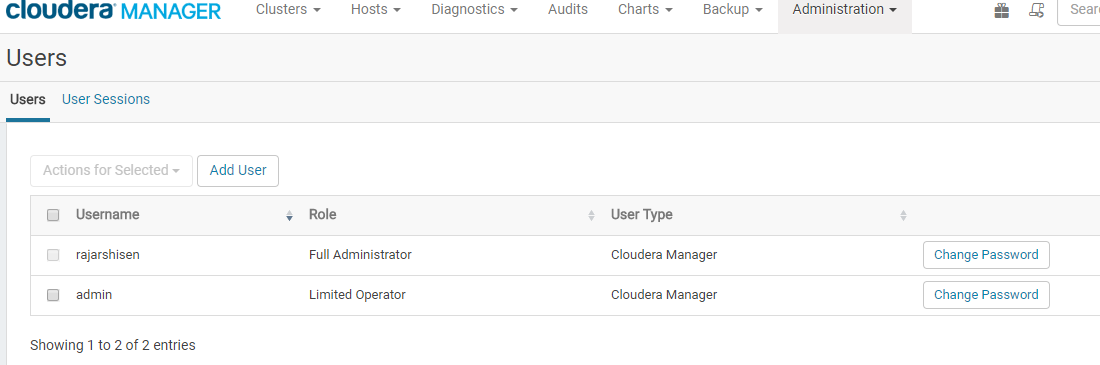 cloudera MANAGER Clusters Hosts Diagnostics Audits Charts Backup Administration Sear
Users
Users User Sessions
Actions for Selected Add User
Username Role User Type
rajarshisen Full Administrator Cloudera Manager Change Password
admin Limited Operator Cloudera Manager Change Password
Showing 1 to 2 of 2 entries